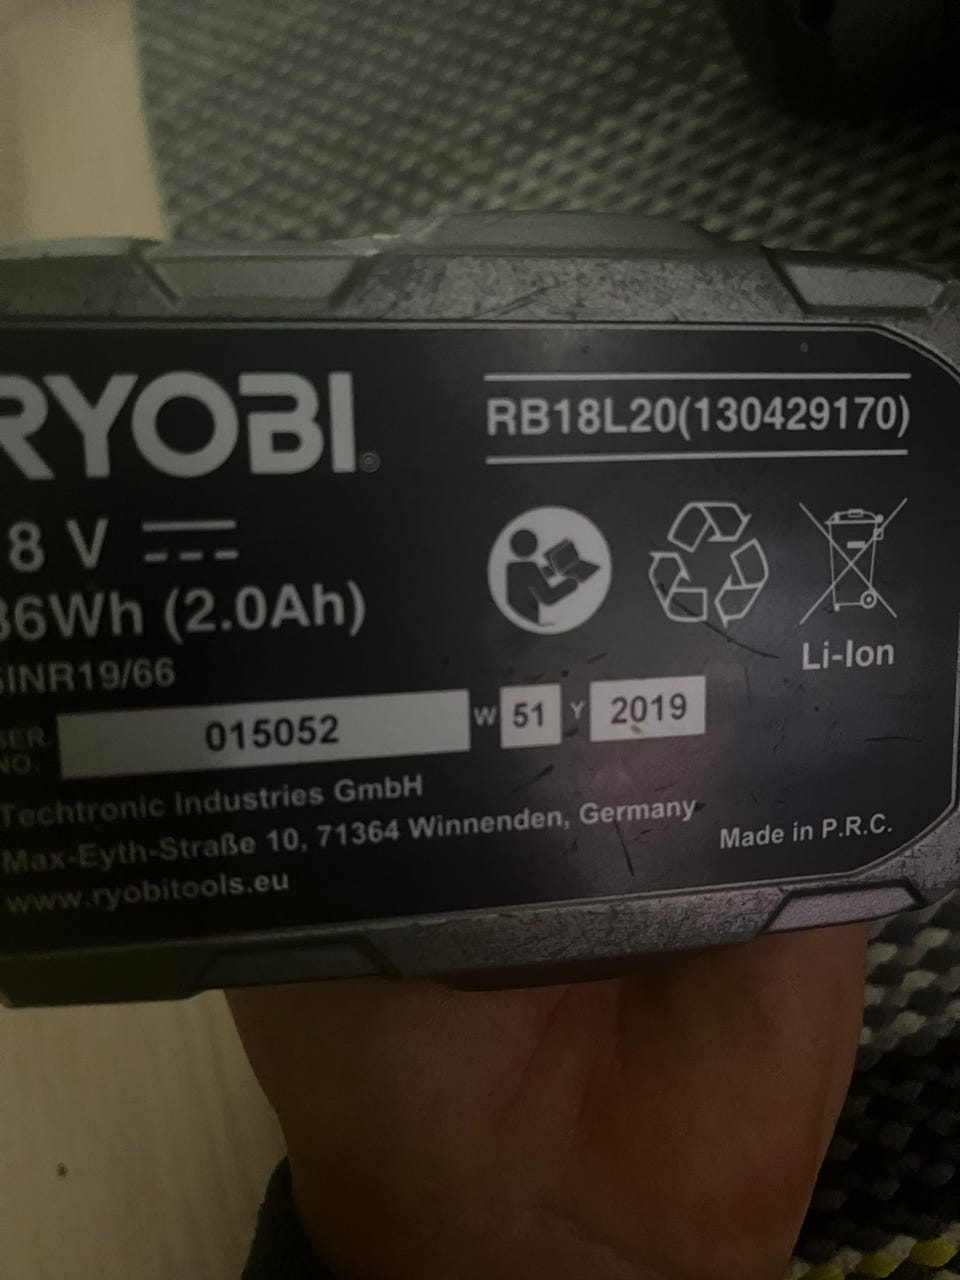 RYOBI®
RB18L20(130429170)
8 V
36Wh (2.0Ah)
5INR19/66
Li-Ion
SER.
NO.
015052 W 51 Y 2019
Techtronic Industries GmbH
Max-Eyth-Straße 10, 71364 Winnenden, Germany
www.ryobitools.eu
Made in P.R.C.